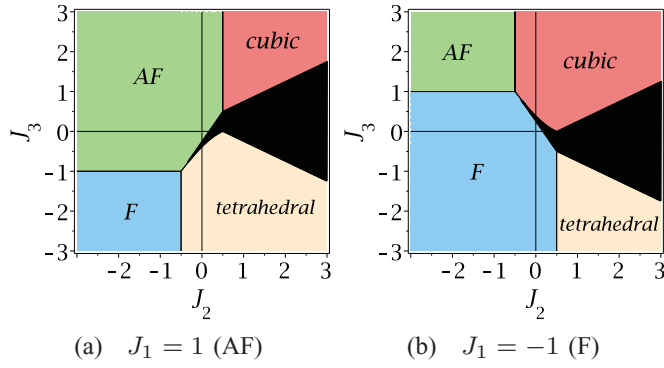 3
2
1
0
−1
−2
−3
J3
AF
cubic
F
tetrahedral
−2 −1 0 1 2 3
J2
(a) J1 = 1 (AF)
3
2
1
0
−1
−2
−3
J3
AF
cubic
F
tetrahedral
−2 −1 0 1 2 3
J2
(b) J1 = −1 (F)